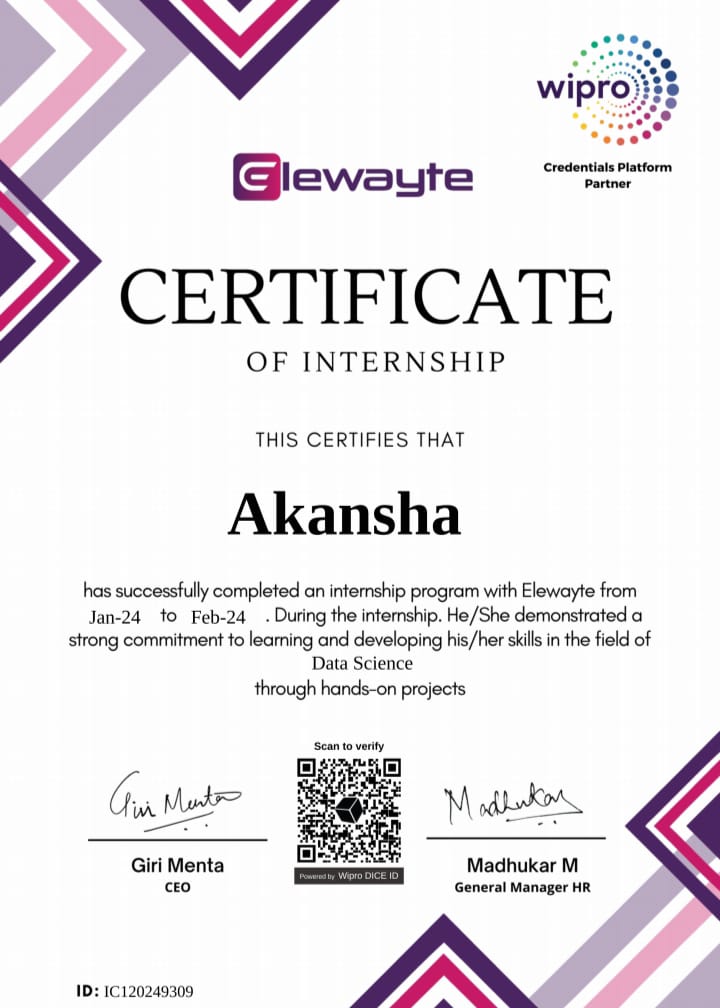 wipro
Credentials Platform
Partner
Elewayte
CERTIFICATE
OF INTERNSHIP
THIS CERTIFIES THAT
Akansha
has successfully completed an internship program with Elewayte from
Jan-24 to Feb-24 . During the internship. He/She demonstrated a
strong commitment to learning and developing his/her skills in the field of
Data Science
through hands-on projects
Scan to verify
Giri Menta
Madhukar
Powered by Wipro DICE ID
Giri Menta
CEO
Madhukar M
General Manager HR
ID: IC120249309